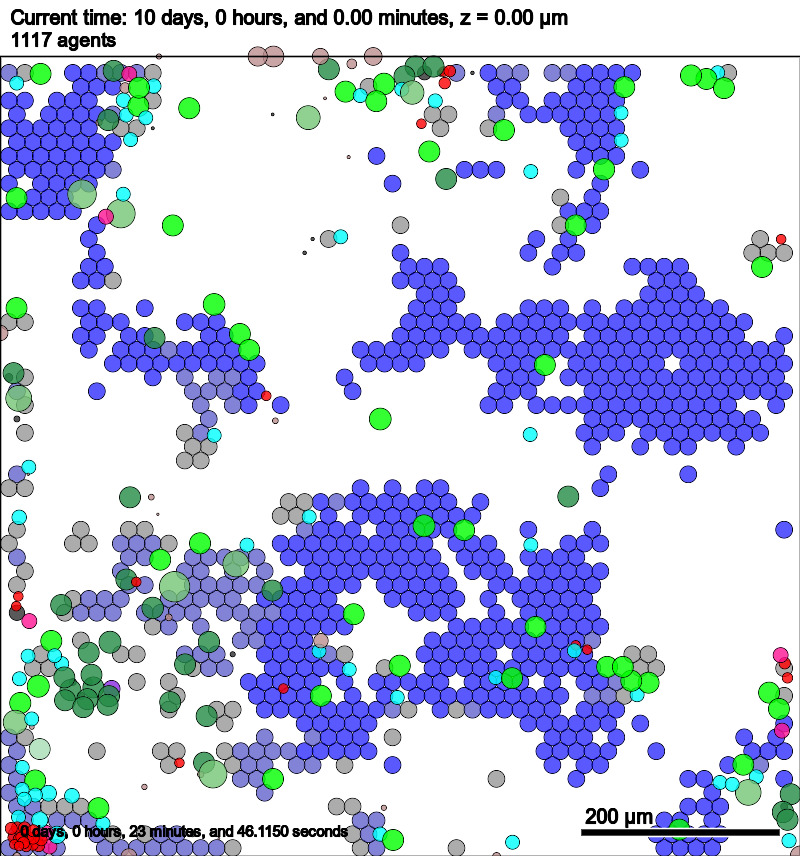 Current time: 10 days, 0 hours, and 0.00 minutes, z = 0.00 μm
1117 agents
200 μm
0 days, 0 hours, 23 minutes, and 46.1150 seconds